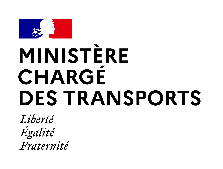 MINISTÈRE
CHARGÉ
DES TRANSPORTS
Liberté
Égalité
Fraternité